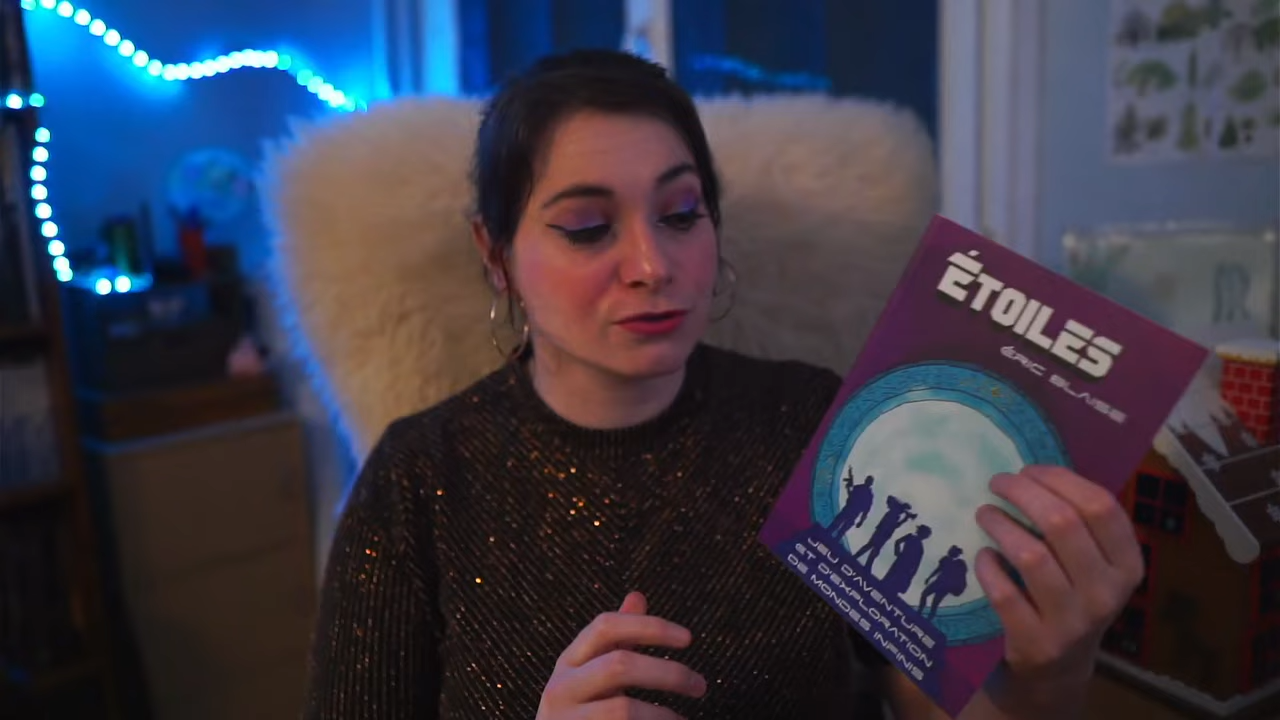 ÉTOILES
ÉRIC BLAISE
JEU D'AVENTURE
ET D'EXPLORATION
DE MONDES INFINIS